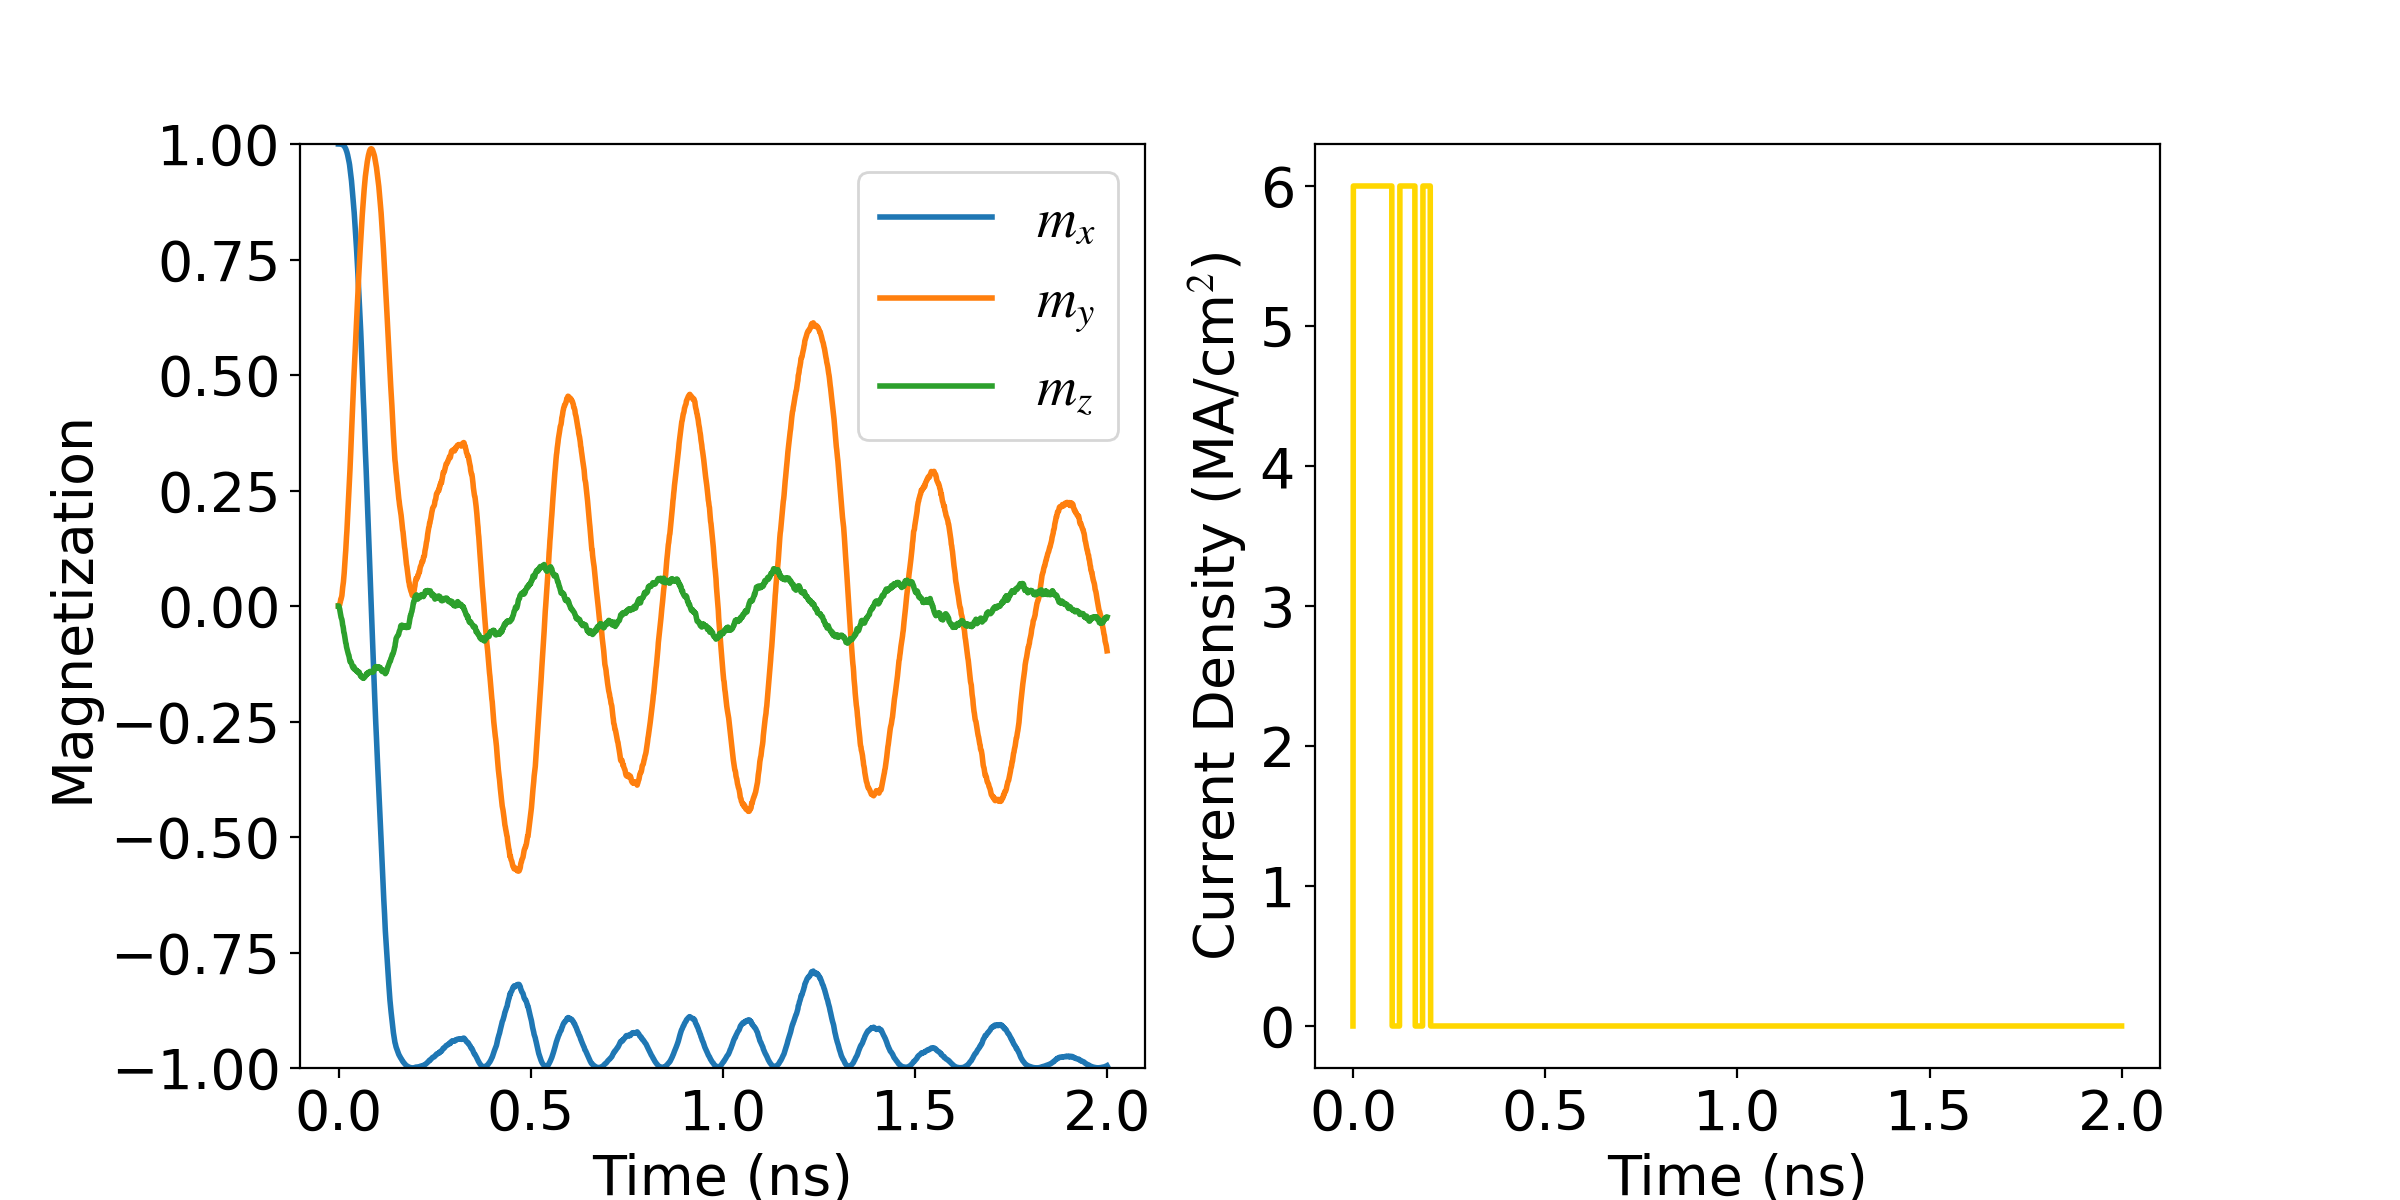 Magnetization
1.00
0.75
0.50
0.25
0.00
−0.25
−0.50
−0.75
−1.00
0.0 0.5 1.0 1.5 2.0
Time (ns)
m_x
m_y
m_z
Current Density (MA/cm²)
6
5
4
3
2
1
0
0.0 0.5 1.0 1.5 2.0
Time (ns)